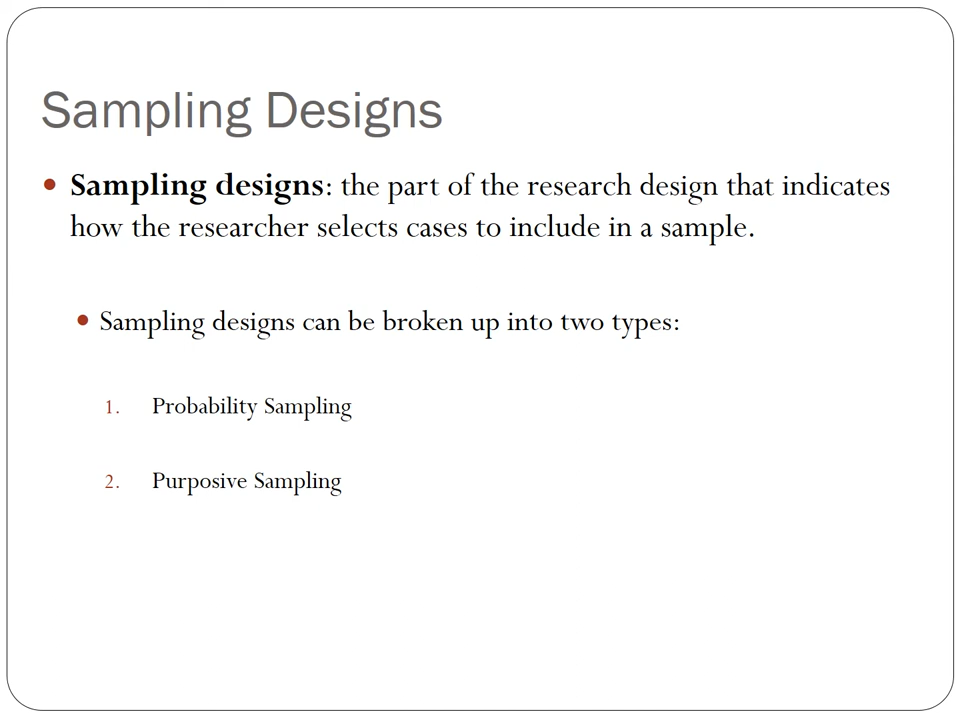 Sampling Designs
• Sampling designs: the part of the research design that indicates
how the researcher selects cases to include in a sample.
• Sampling designs can be broken up into two types:
1. Probability Sampling
2. Purposive Sampling